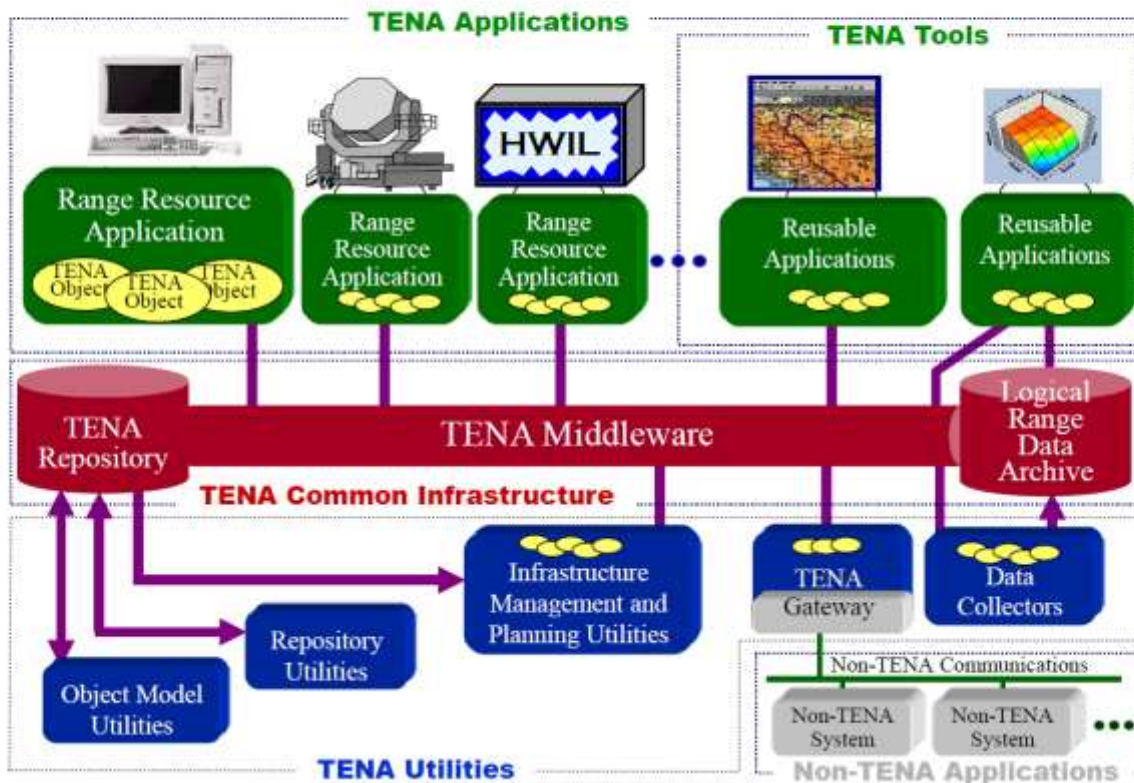 TENA Applications
TENA Tools
HWIL
Range Resource
Application
TENA
Object
TENA
Object
TENA
Object
Range
Resource
Application
Range
Resource
Application
Reusable
Applications
Reusable
Applications
TENA
Repository
TENA Middleware
Logical
Range
Data
Archive
TENA Common Infrastructure
Infrastructure
Management and
Planning Utilities
TENA
Gateway
Data
Collectors
Repository
Utilities
Object Model
Utilities
Non-TENA Communications
Non-TENA
System
Non-TENA
System
TENA Utilities
Non-TENA Applications